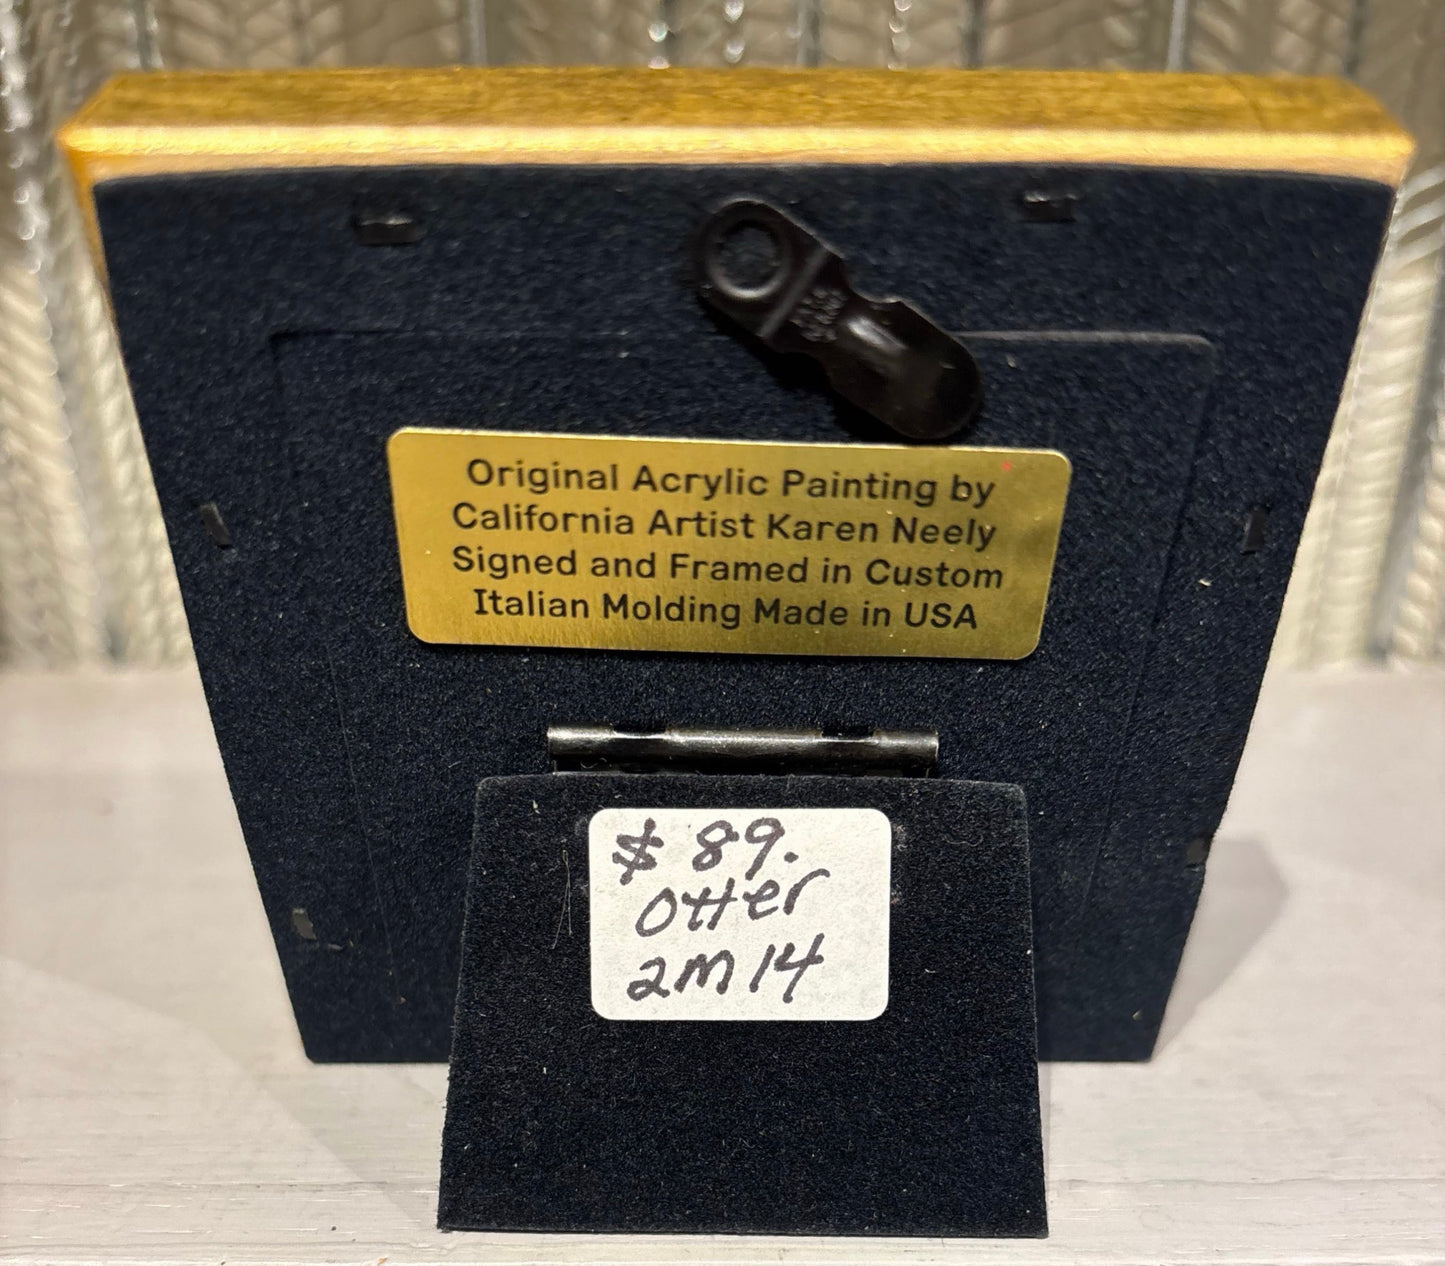 Original Acrylic Painting by
California Artist Karen Neely
Signed and Framed in Custom
Italian Molding Made in USA
$ 89.
Otter
2M14